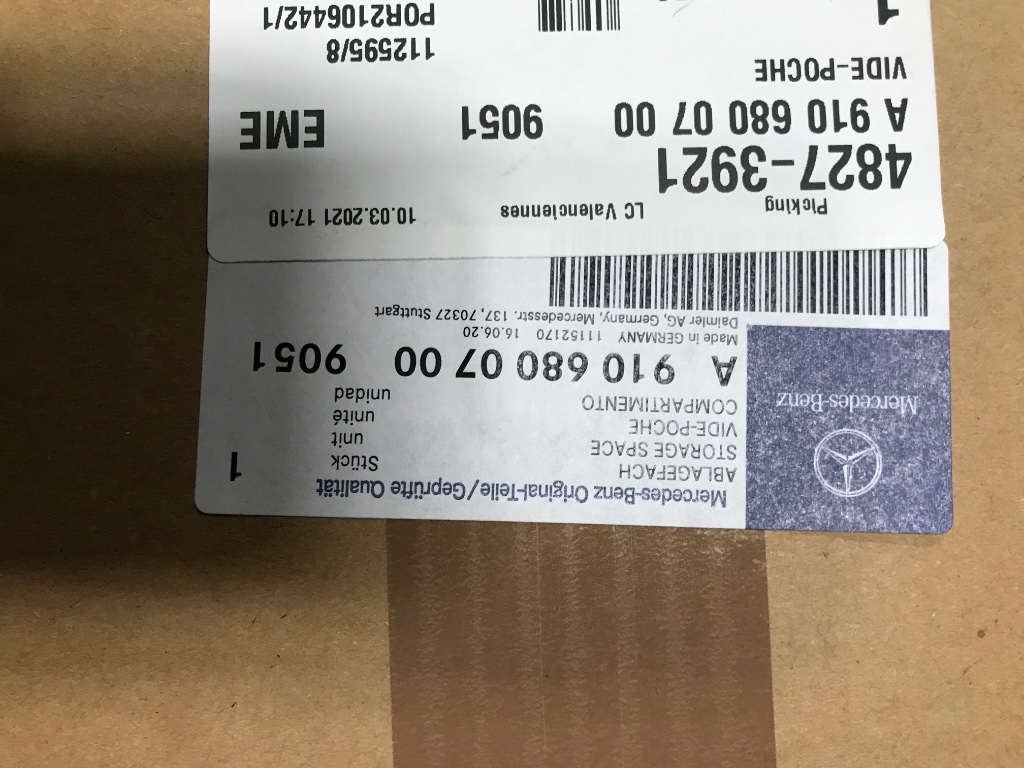 Mercedes-Benz Original-Teile/Geprüfte Qualität
ABLAGEFACH Stück 1
STORAGE SPACE unit
VIDE-POCHE unité
COMPARTIMENTO unidad
Mercedes-Benz
A 910 680 07 00 9051
Made in GERMANY 11152170 16.06.20
Daimler AG, Germany, Mercedesstr. 137, 70327 Stuttgart
Picking LC Valenciennes 10.03.2021 17:10
4827-3921
A 910 680 07 00 9051 EME
VIDE-POCHE
112595/8
1 POR2106442/1